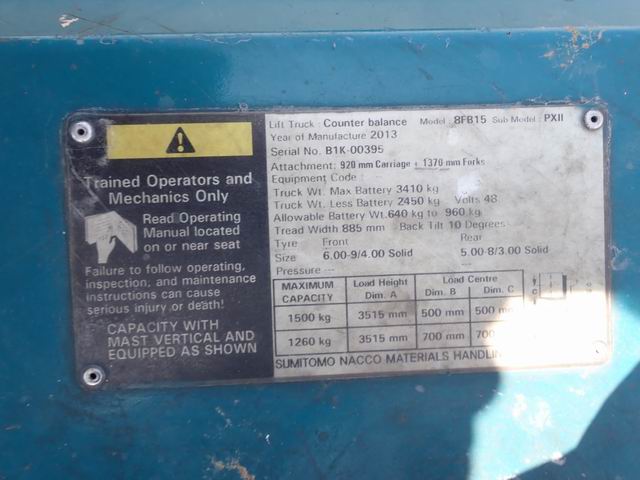 Trained Operators and
Mechanics Only
Read Operating
Manual located
on or near seat
Failure to follow operating,
inspection, and maintenance
instructions can cause
serious injury or death!
CAPACITY WITH
MAST VERTICAL AND
EQUIPPED AS SHOWN
Lift Truck : Counter balance Model : 8FB15 Sub Model : PXII
Year of Manufacture 2013
Serial No. B1K-00395
Attachment: 920 mm Carriage + 1370 mm Forks
Equipment Code :
Truck Wt. Max Battery 3410 kg
Truck Wt. Less Battery 2450 kg Volts 48
Allowable Battery Wt. 640 kg to 960 kg
Tread Width 885 mm Back Tilt 10 Degrees
Tyre Front Rear
Size 6.00-9/4.00 Solid 5.00-8/3.00 Solid
Pressure ---
MAXIMUM CAPACITY Load Height Dim. A Load Centre Dim. B Dim. C
1500 kg 3515 mm 500 mm 500 mm
1260 kg 3515 mm 700 mm 700
SUMITOMO NACCO MATERIALS